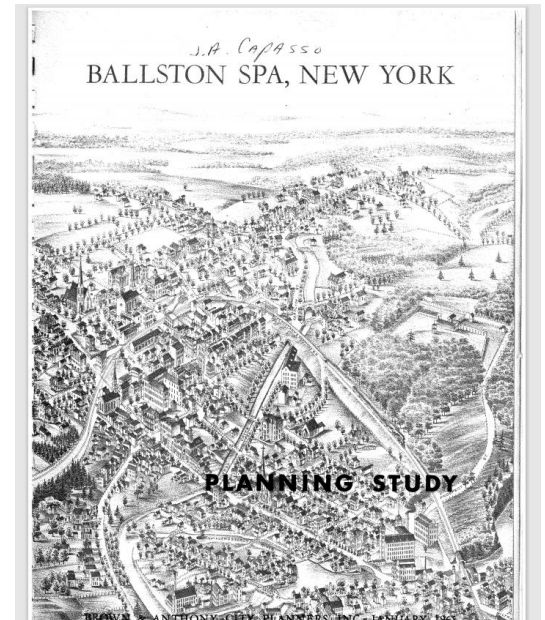 J.A. CAPASSO
BALLSTON SPA, NEW YORK
PLANNING STUDY
BROWN & ANTHONY CITY PLANNERS, INC - JANUARY